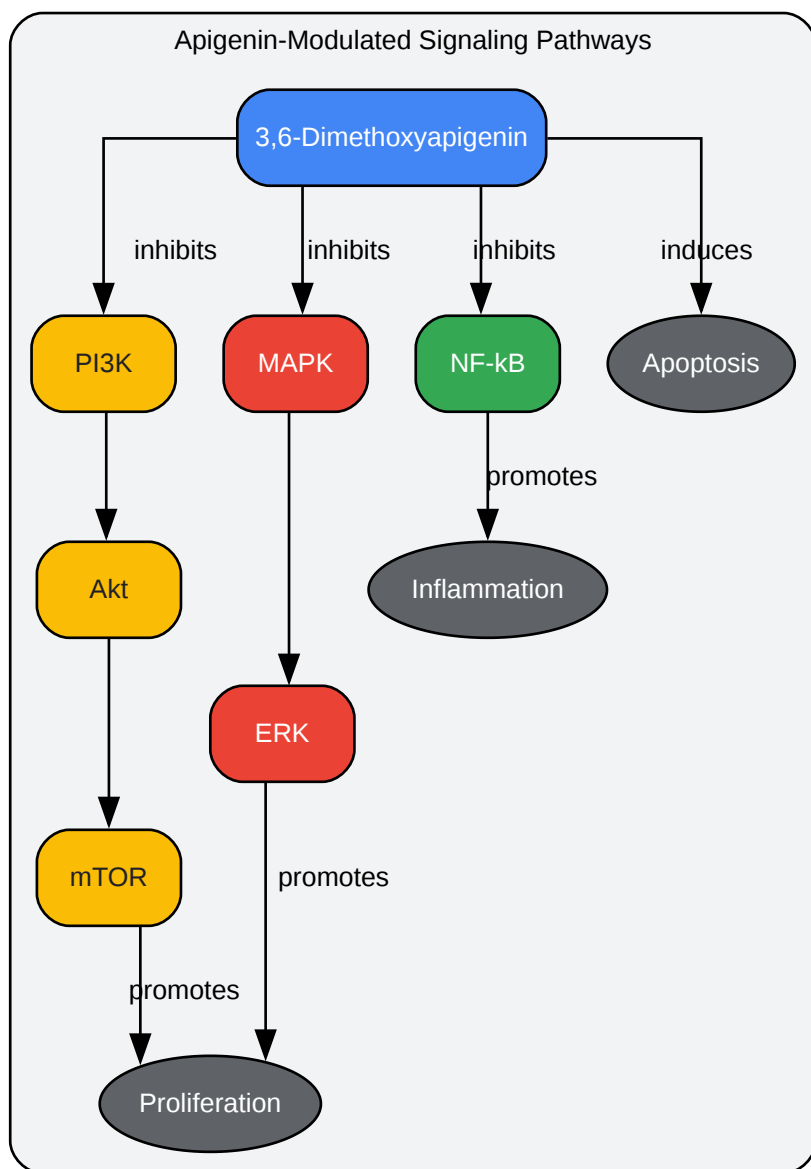 Apigenin-Modulated Signaling Pathways
3,6-Dimethoxyapigenin
inhibits
inhibits
inhibits
induces
PI3K
MAPK
NF-kB
Apoptosis
promotes
Akt
Inflammation
ERK
mTOR
promotes
promotes
Proliferation